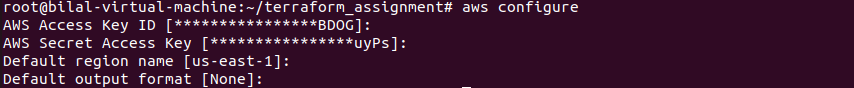 root@bilal-virtual-machine:~/terraform_assignment# aws configure
AWS Access Key ID [****************BDOG]:
AWS Secret Access Key [****************uyPs]:
Default region name [us-east-1]:
Default output format [None]: